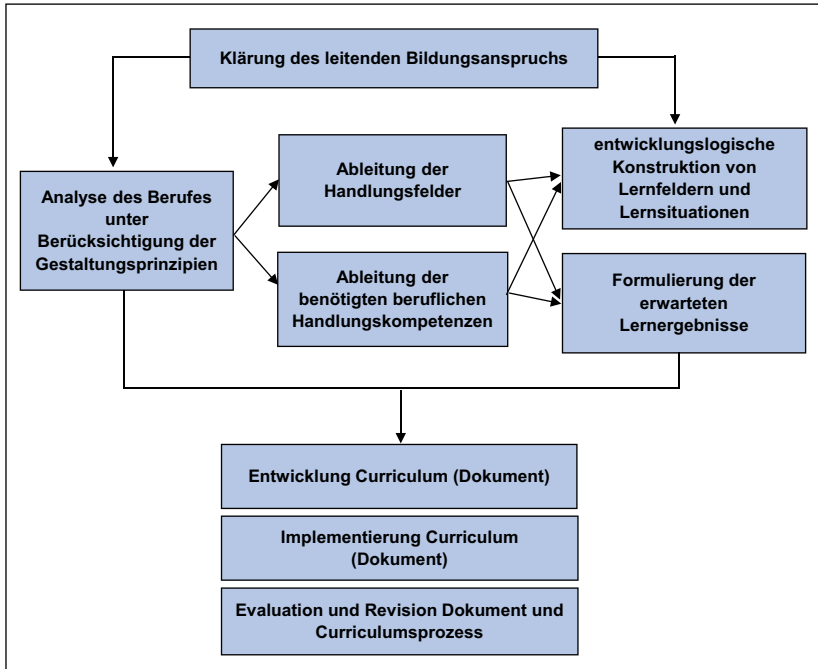 Klärung des leitenden Bildungsanspruchs
Analyse des Berufes
unter
Berücksichtigung der
Gestaltungsprinzipien
Ableitung der
Handlungsfelder
Ableitung der
benötigten beruflichen
Handlungskompetenzen
entwicklungslogische
Konstruktion von
Lernfeldern und
Lernsituationen
Formulierung der
erwarteten
Lernergebnisse
Entwicklung Curriculum (Dokument)
Implementierung Curriculum
(Dokument)
Evaluation und Revision Dokument und
Curriculumsprozess